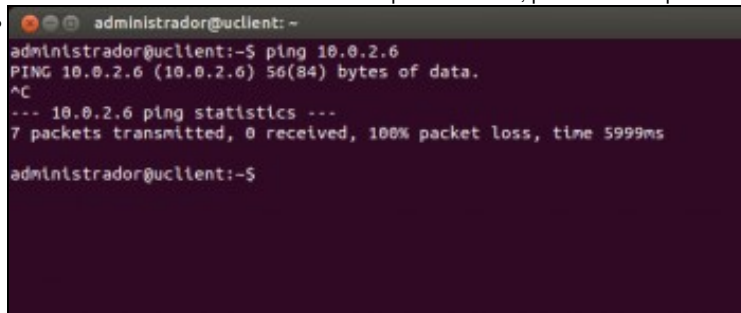 administrador@uclient: ~
administrador@uclient:~$ ping 10.0.2.6
PING 10.0.2.6 (10.0.2.6) 56(84) bytes of data.
^C
--- 10.0.2.6 ping statistics ---
7 packets transmitted, 0 received, 100% packet loss, time 5999ms
administrador@uclient:~$